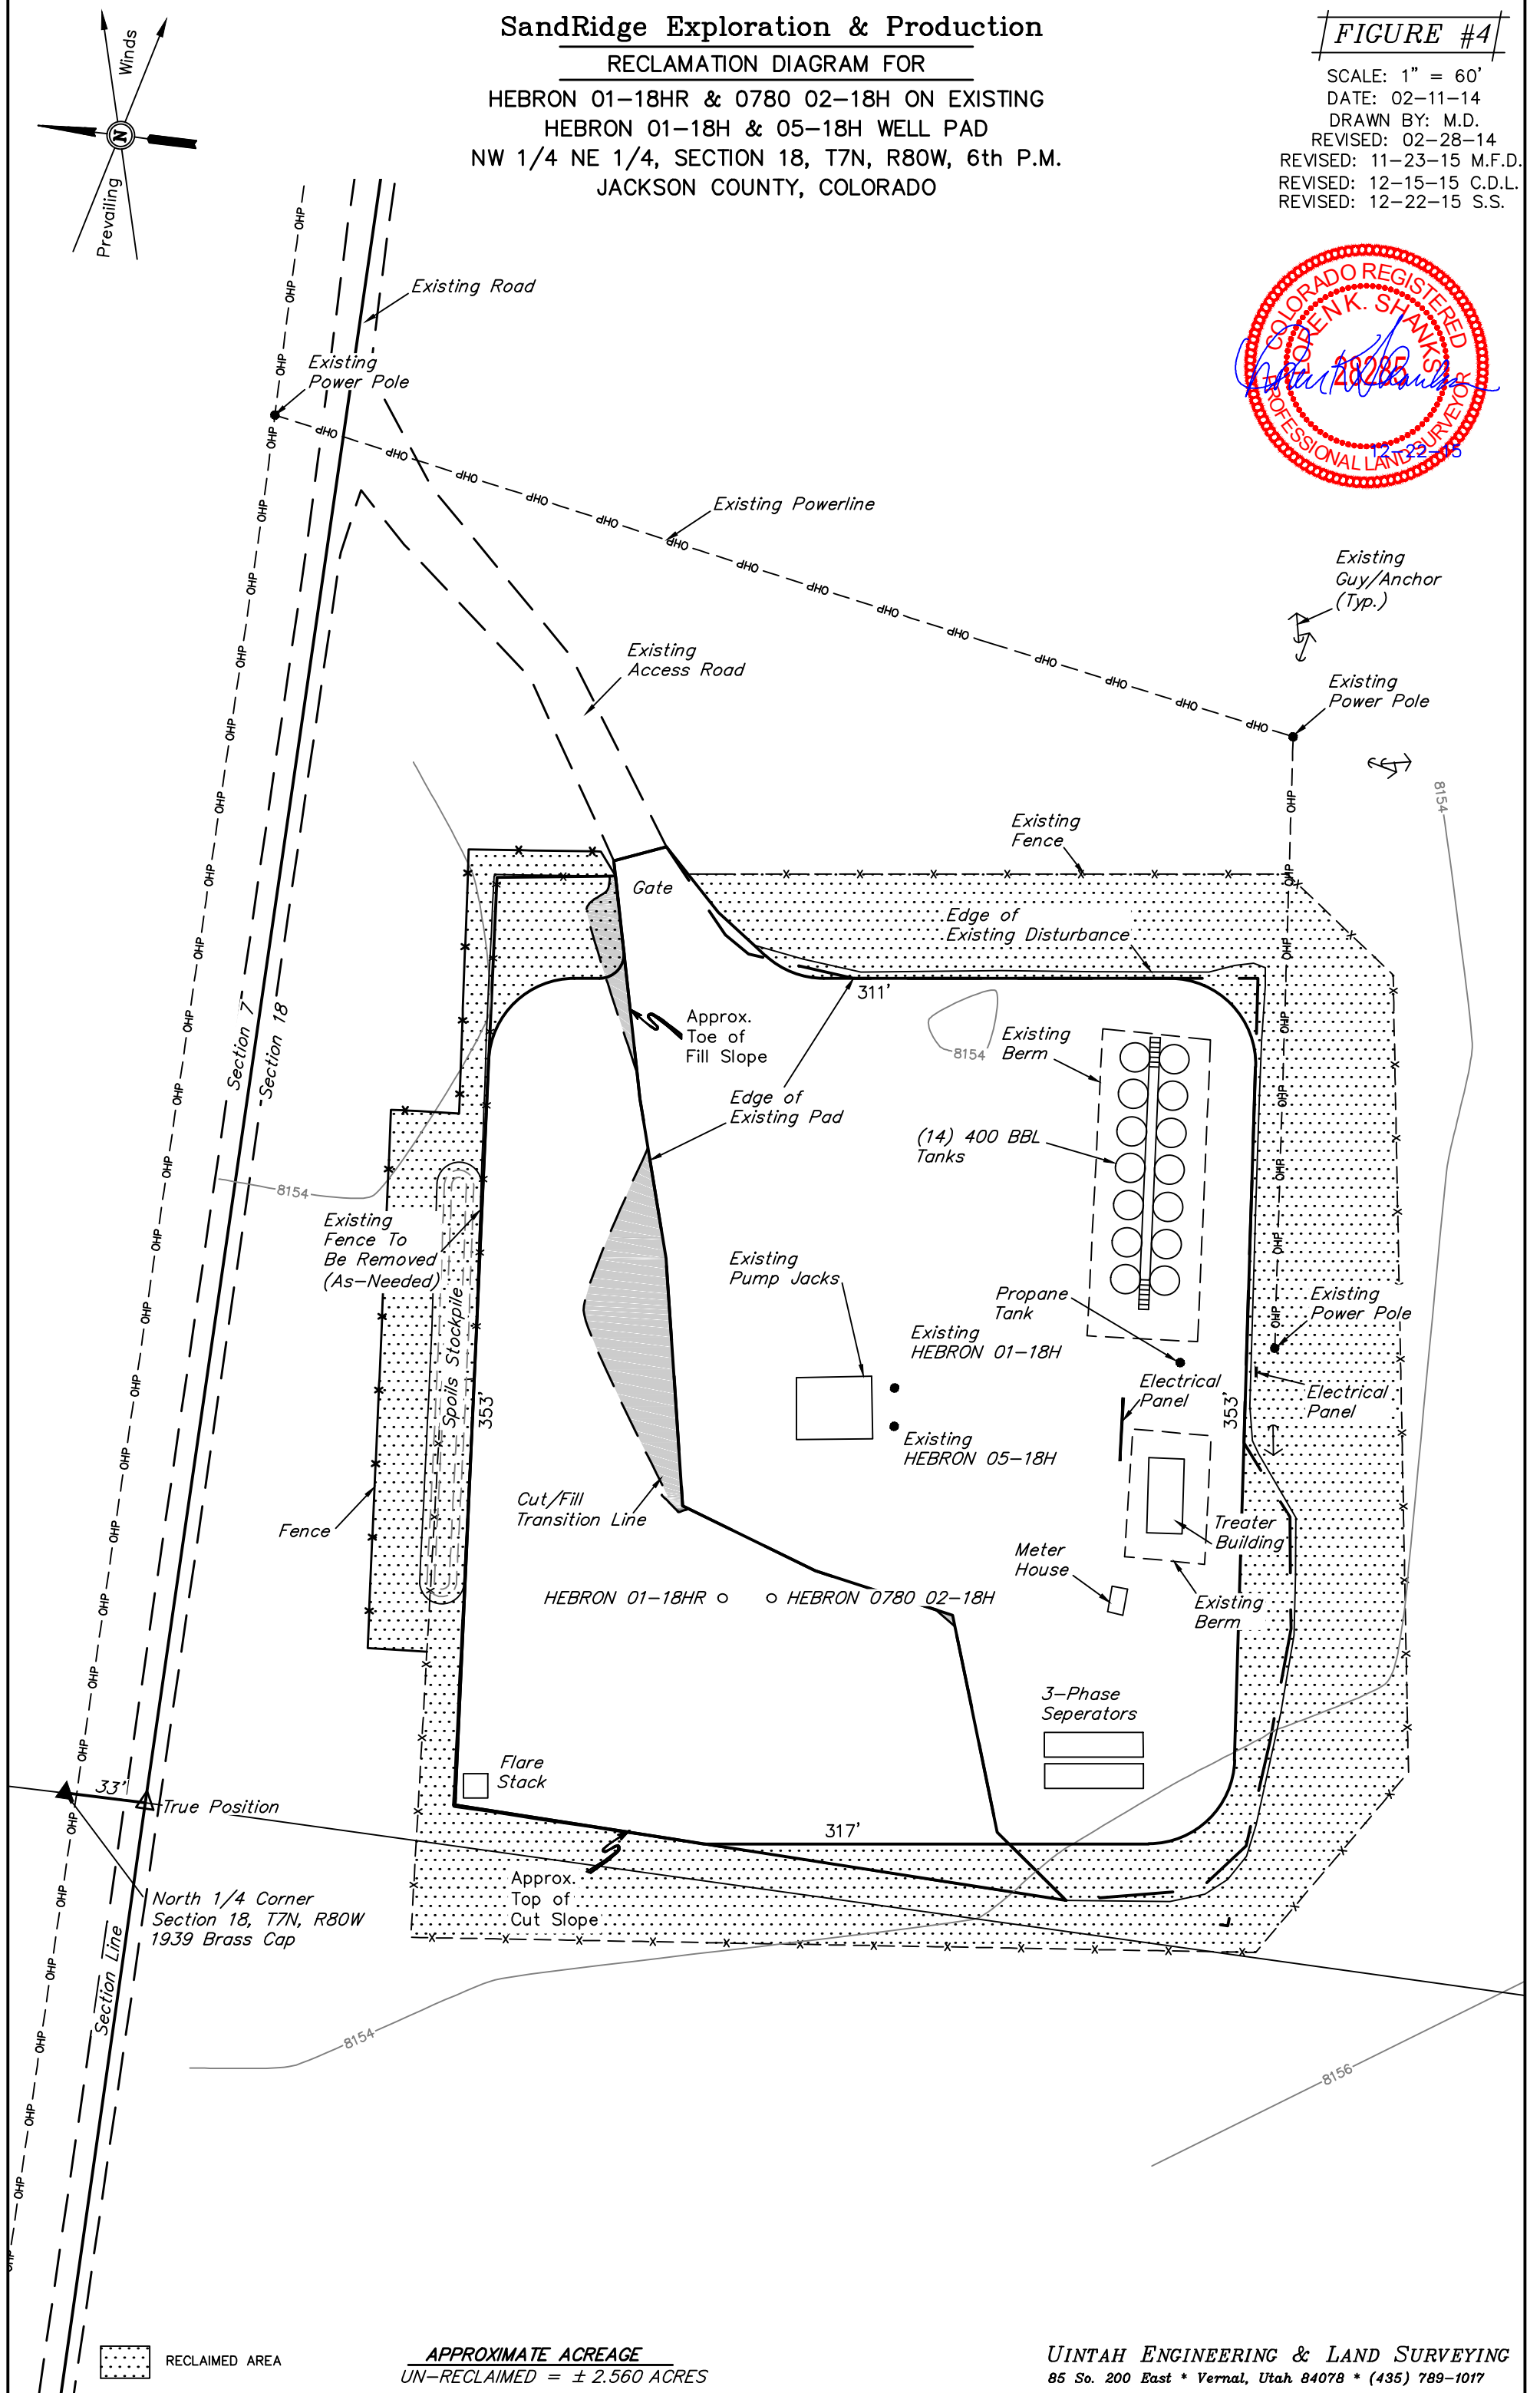 SandRidge Exploration & Production
RECLAMATION DIAGRAM FOR
HEBRON 01-18HR & 0780 02-18H ON EXISTING
HEBRON 01-18H & 05-18H WELL PAD
NW 1/4 NE 1/4, SECTION 18, T7N, R80W, 6th P.M.
JACKSON COUNTY, COLORADO
FIGURE #4
SCALE: 1" = 60'
DATE: 02-11-14
DRAWN BY: M.D.
REVISED: 02-28-14
REVISED: 11-23-15 M.F.D.
REVISED: 12-15-15 C.D.L.
REVISED: 12-22-15 S.S.
Winds
N
Prevailing
COLORADO REGISTERED
LOREN K. SHANKS
28285
PROFESSIONAL LAND SURVEYOR
12-22-15
Existing Road
Existing
Power Pole
OHP
Existing Powerline
Existing
Guy/Anchor
(Typ.)
Existing
Access Road
Existing
Power Pole
8154
Existing
Fence
Gate
Edge of
Existing Disturbance
311'
Approx.
Toe of
Fill Slope
8154
Existing
Berm
Section 7
Section 18
Edge of
Existing Pad
(14) 400 BBL
Tanks
8154
Existing
Fence To
Be Removed
(As-Needed)
Spoils Stockpile
353'
Existing
Pump Jacks
Propane
Tank
Existing
Power Pole
Existing
HEBRON 01-18H
Electrical
Panel
353'
Electrical
Panel
Existing
HEBRON 05-18H
Cut/Fill
Transition Line
Fence
Treater
Building
Meter
House
HEBRON 01-18HR
HEBRON 0780 02-18H
Existing
Berm
3-Phase
Seperators
Flare
Stack
33'
True Position
317'
Approx.
Top of
Cut Slope
North 1/4 Corner
Section 18, T7N, R80W
1939 Brass Cap
Section Line
8154
8156
RECLAIMED AREA
APPROXIMATE ACREAGE
UN-RECLAIMED = ± 2.560 ACRES
UINTAH ENGINEERING & LAND SURVEYING
85 So. 200 East * Vernal, Utah 84078 * (435) 789-1017